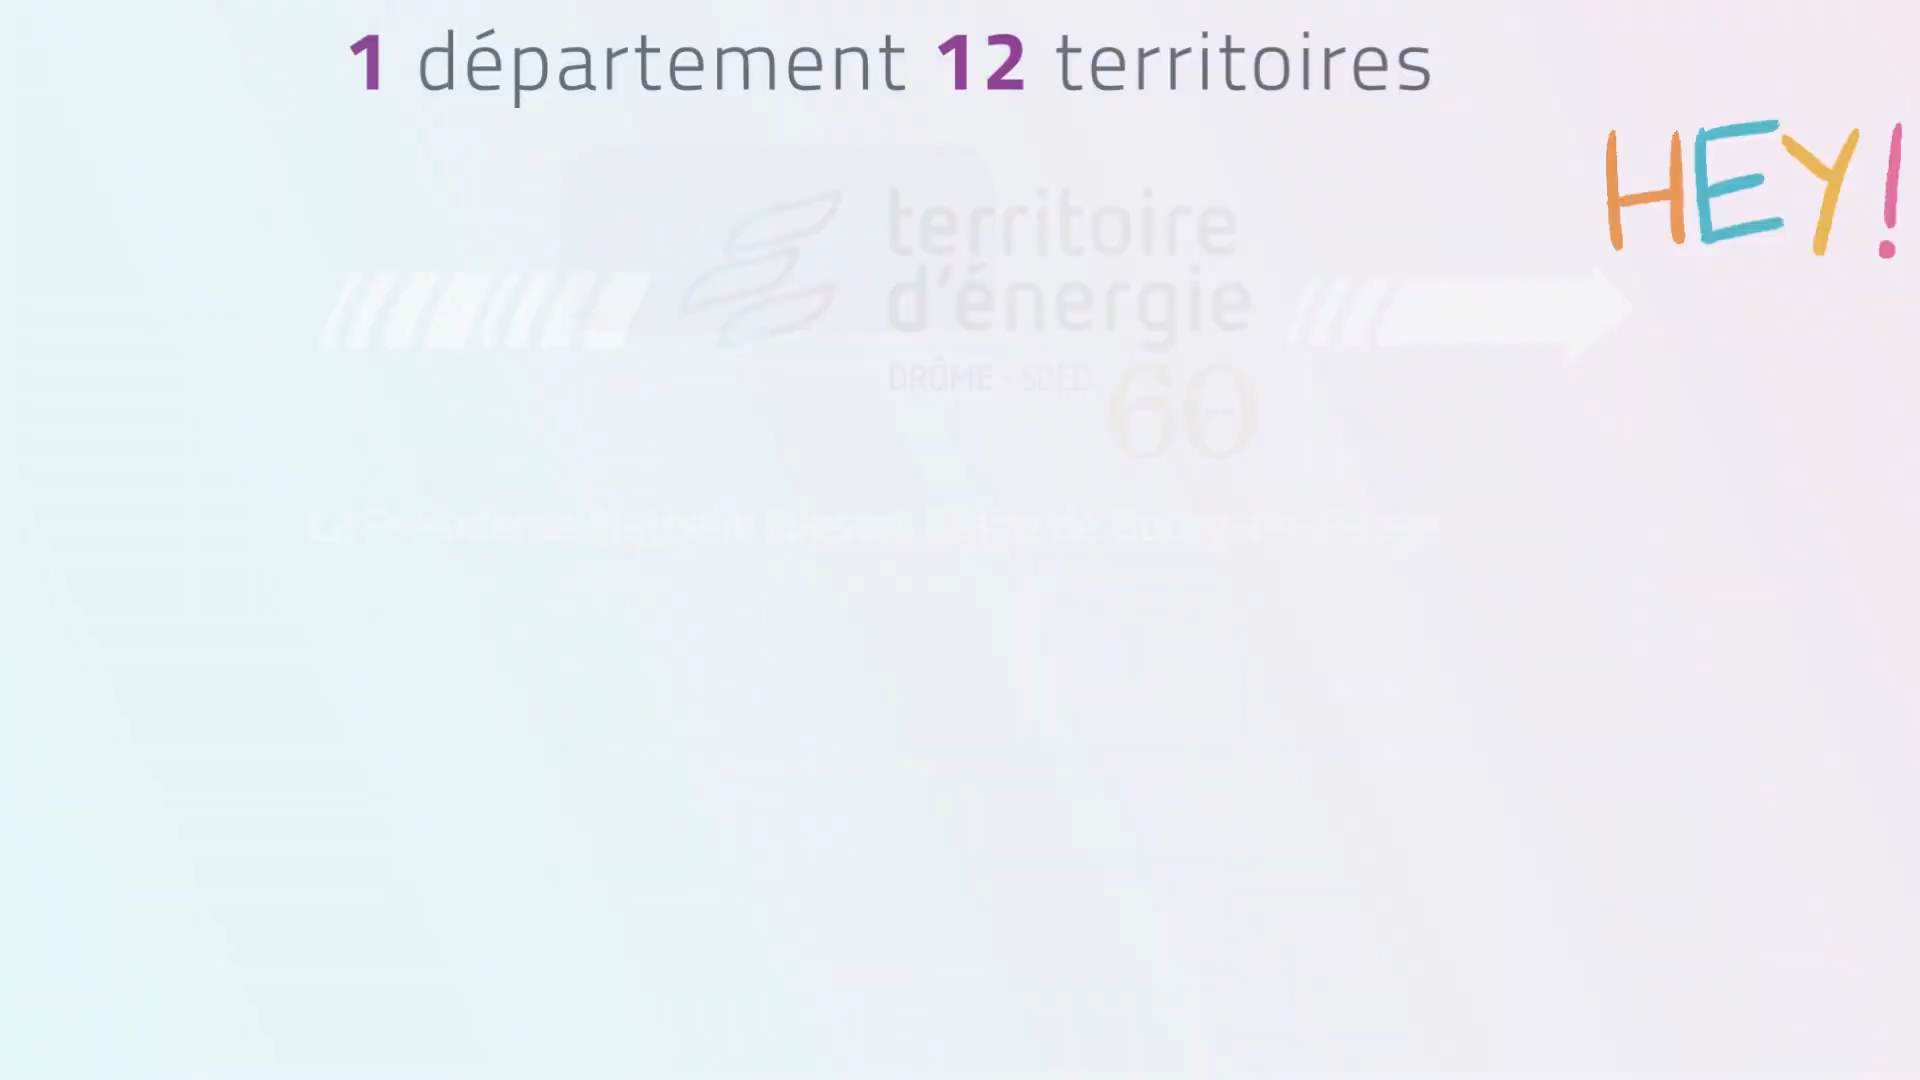 1 département 12 territoires
HEY!
territoire
d'énergie
DRÔME - SDED
60